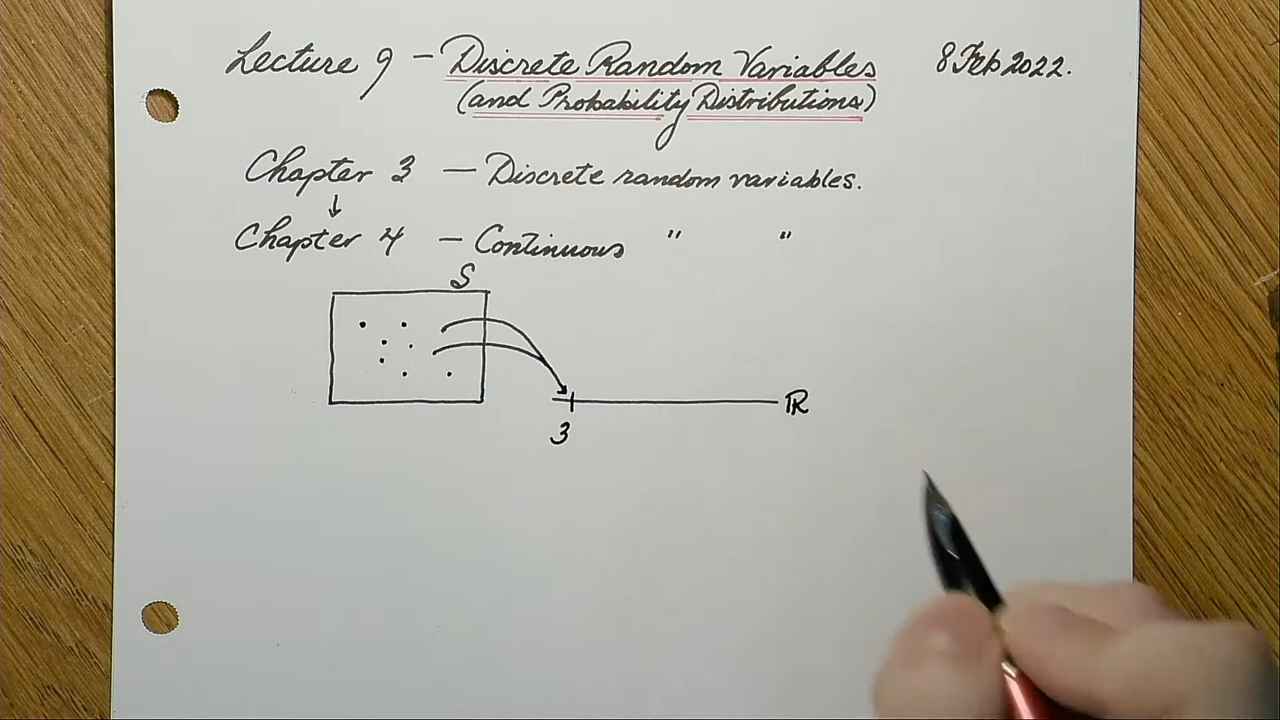 Lecture 9 — Discrete Random Variables 8 Feb 2022.
(and Probability Distributions)
Chapter 3 — Discrete random variables.
↓
Chapter 4 — Continuous " "
S
ℝ
3